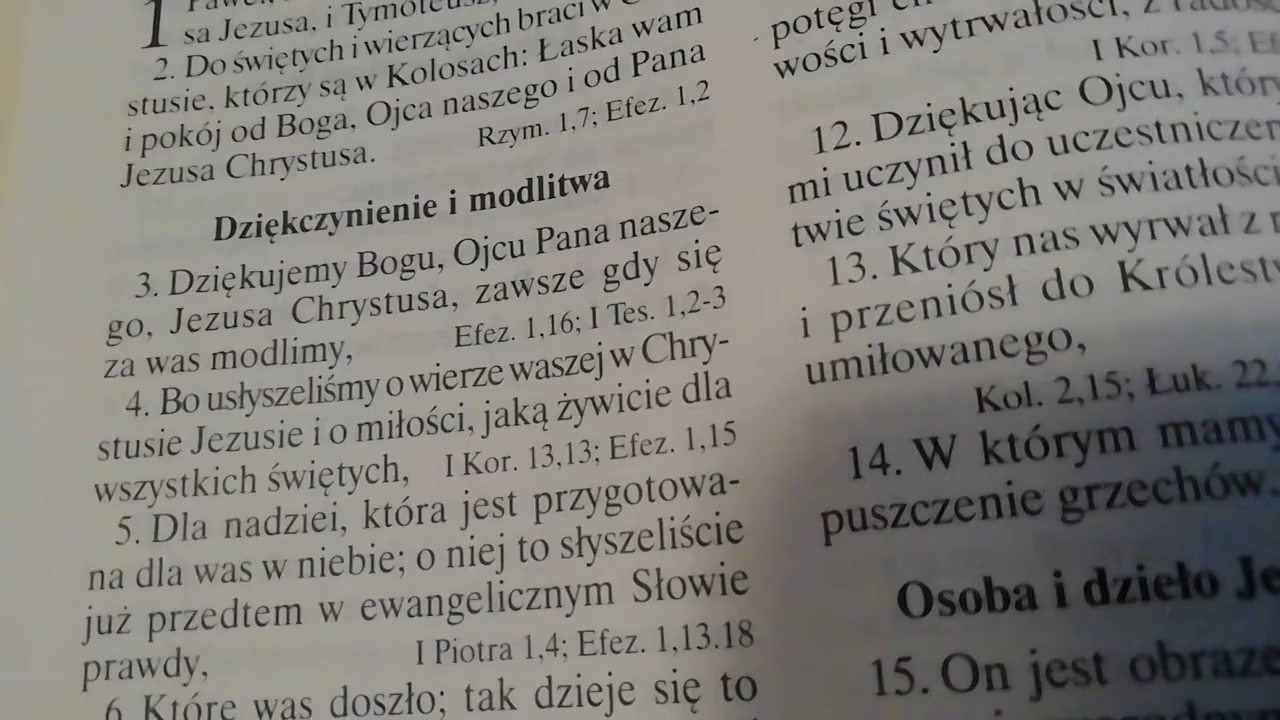 1
sa Jezusa, i
2. Do świętych i wierzących braci w
stusie, którzy są w Kolosach: Łaska wam
i pokój od Boga, Ojca naszego i od Pana
Jezusa Chrystusa. Rzym. 1,7; Efez. 1,2
Dziękczynienie i modlitwa
3. Dziękujemy Bogu, Ojcu Pana nasze-
go, Jezusa Chrystusa, zawsze gdy się
za was modlimy, Efez. 1,16; I Tes. 1,2-3
4. Bo usłyszeliśmy o wierze waszej w Chry-
stusie Jezusie i o miłości, jaką żywicie dla
wszystkich świętych, I Kor. 13,13; Efez. 1,15
5. Dla nadziei, która jest przygotowa-
na dla was w niebie; o niej to słyszeliście
już przedtem w ewangelicznym Słowie
prawdy, I Piotra 1,4; Efez. 1,13.18
6. Które was doszło; tak dzieje się to
potęgi
wości i wytrwałości, z
I Kor. 1,5;
12. Dziękując Ojcu, któr
mi uczynił do uczestniczen
twie świętych w światłości
13. Który nas wyrwał z
i przeniósł do Królest
umiłowanego,
Kol. 2,15; Łuk. 22,
14. W którym mamy
puszczenie grzechów.
Osoba i dzieło Je
15. On jest obraze